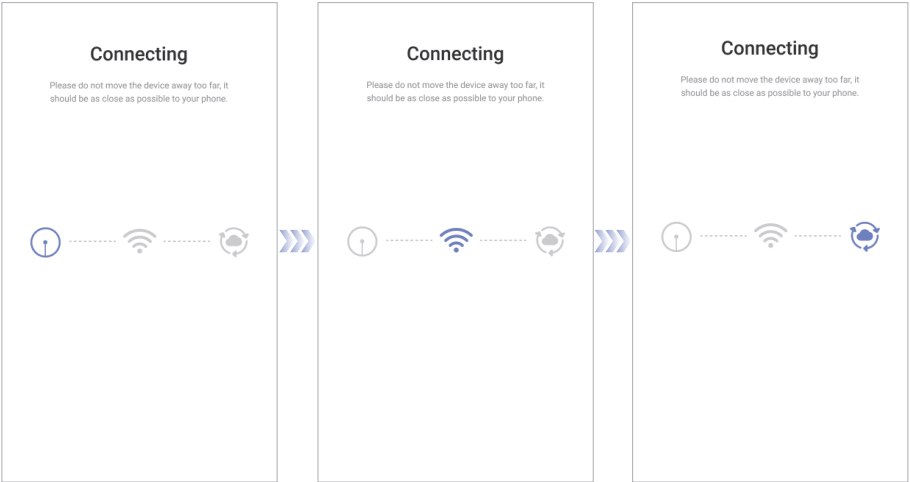 Connecting
Please do not move the device away too far, it
should be as close as possible to your phone.
Connecting
Please do not move the device away too far, it
should be as close as possible to your phone.
Connecting
Please do not move the device away too far, it
should be as close as possible to your phone.